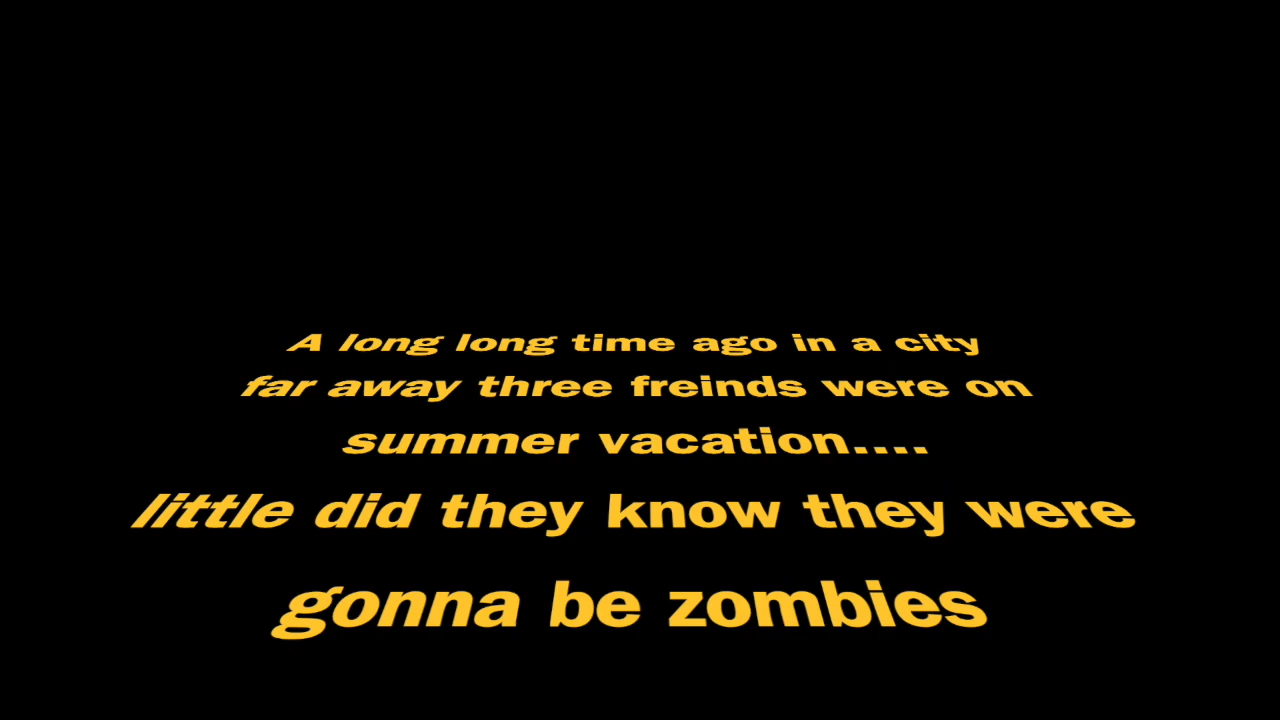 A long long time ago in a city
far away three freinds were on
summer vacation....
little did they know they were
gonna be zombies